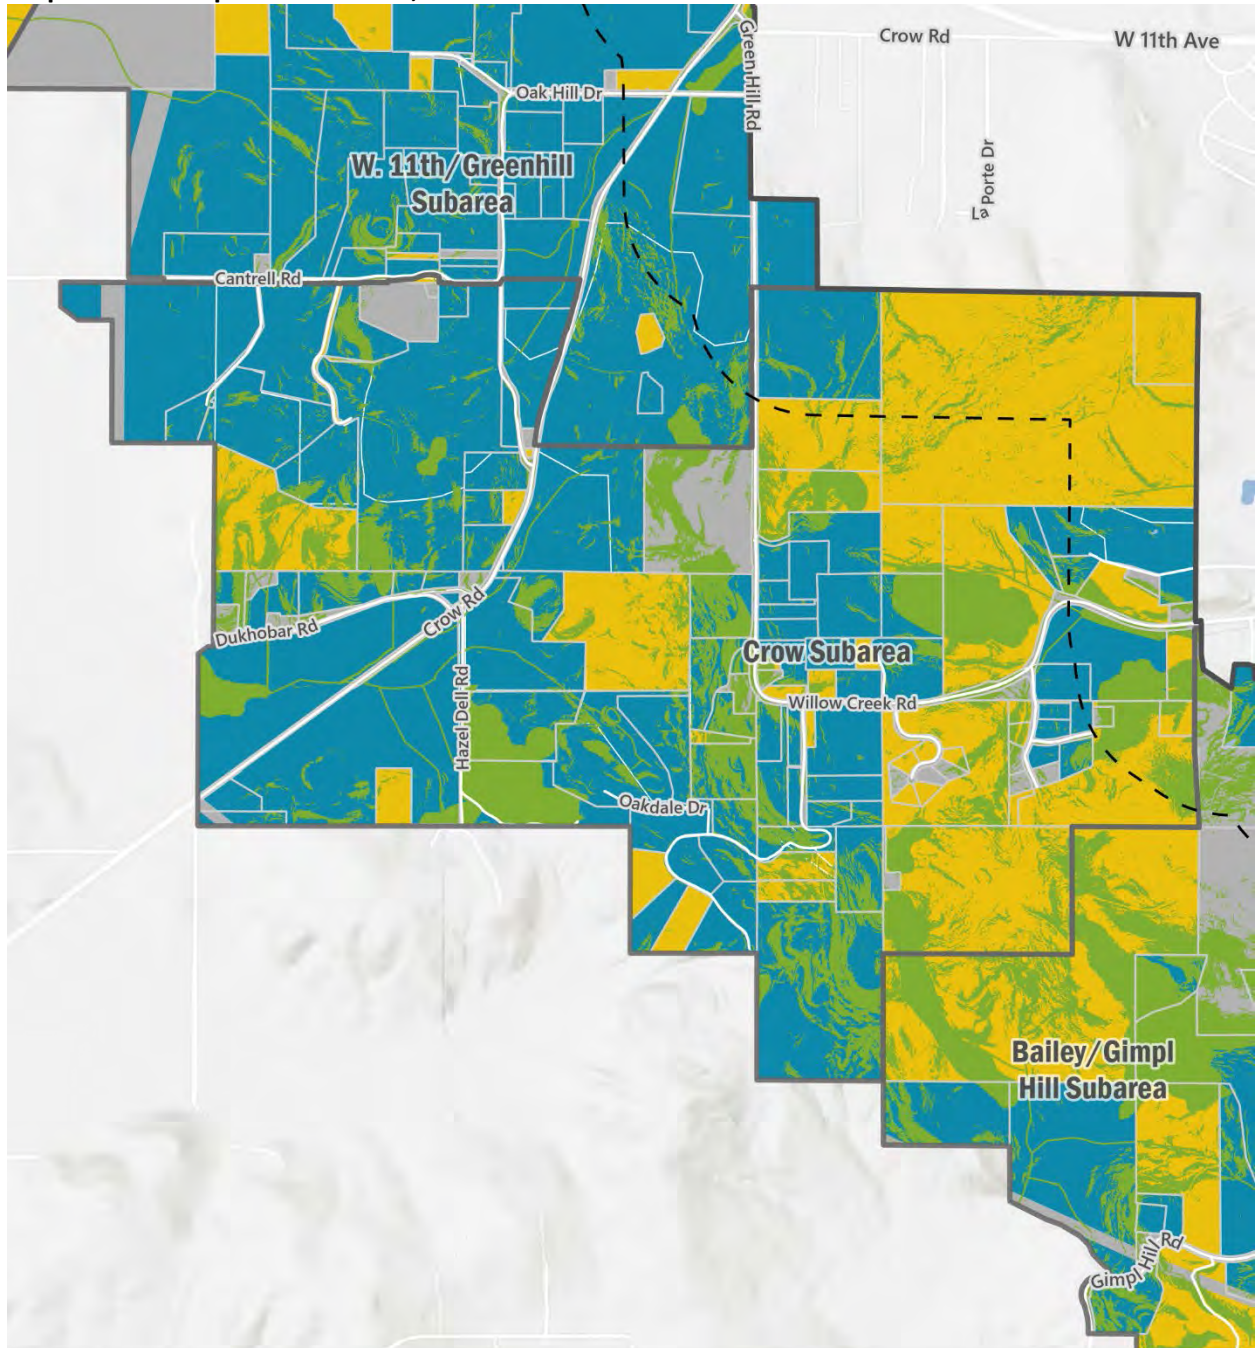 Crow Rd
W 11th Ave
Green Hill Rd
Oak Hill Dr
La Porte Dr
W. 11th/Greenhill
Subarea
Cantrell Rd
Dukhobar Rd
Crow Rd
Crow Subarea
Hazel Dell Rd
Willow Creek Rd
Oakdale Dr
Bailey/Gimpl
Hill Subarea
Gimpl Hill Rd